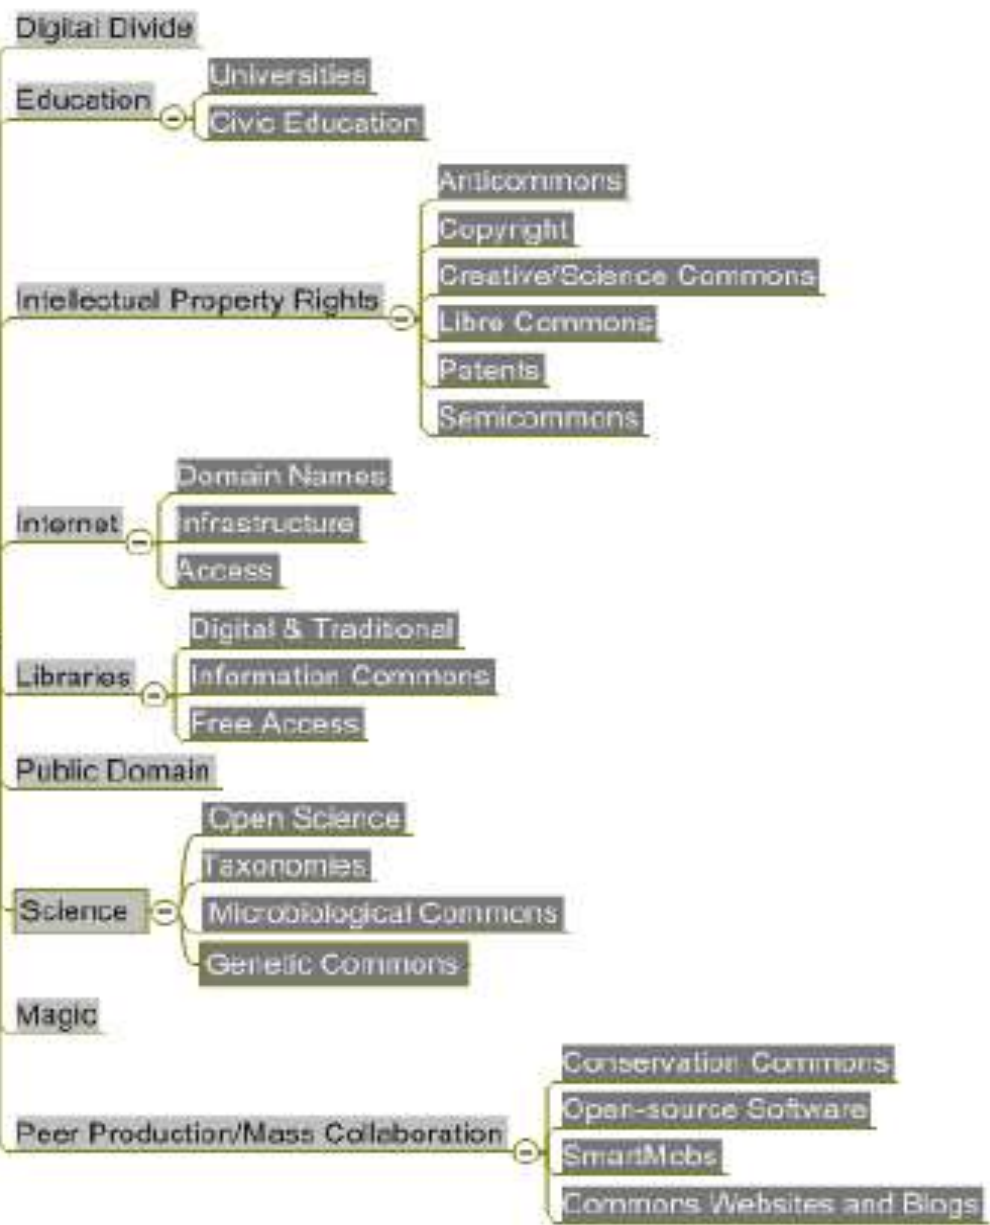 Digital Divide
Education
Universities
Civic Education
Intellectual Property Rights
Anticommons
Copyright
Creative/Science Commons
Libre Commons
Patents
Semicommons
Internet
Domain Names
Infrastructure
Access
Libraries
Digital & Traditional
Information Commons
Free Access
Public Domain
Science
Open Science
Taxonomies
Microbiological Commons
Genetic Commons
Magic
Peer Production/Mass Collaboration
Conservation Commons
Open-source Software
SmartMobs
Commons Websites and Blogs